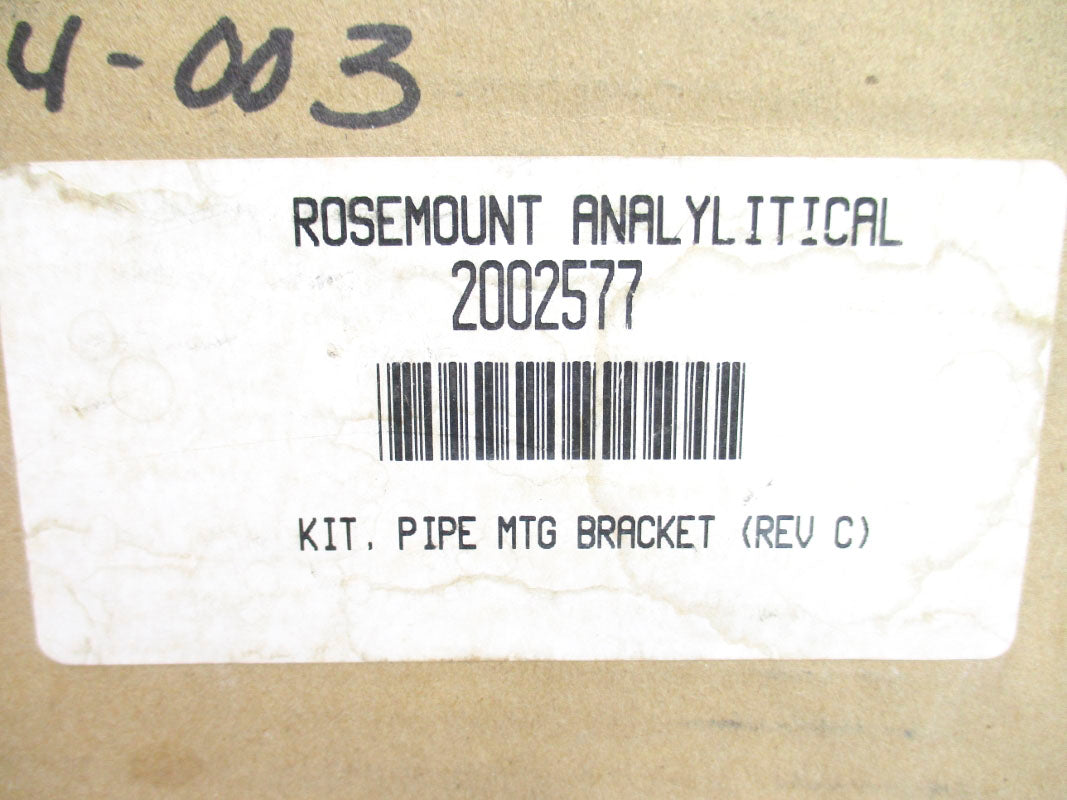 4-003
ROSEMOUNT ANALYLITICAL
2002577
KIT, PIPE MTG BRACKET (REV C)